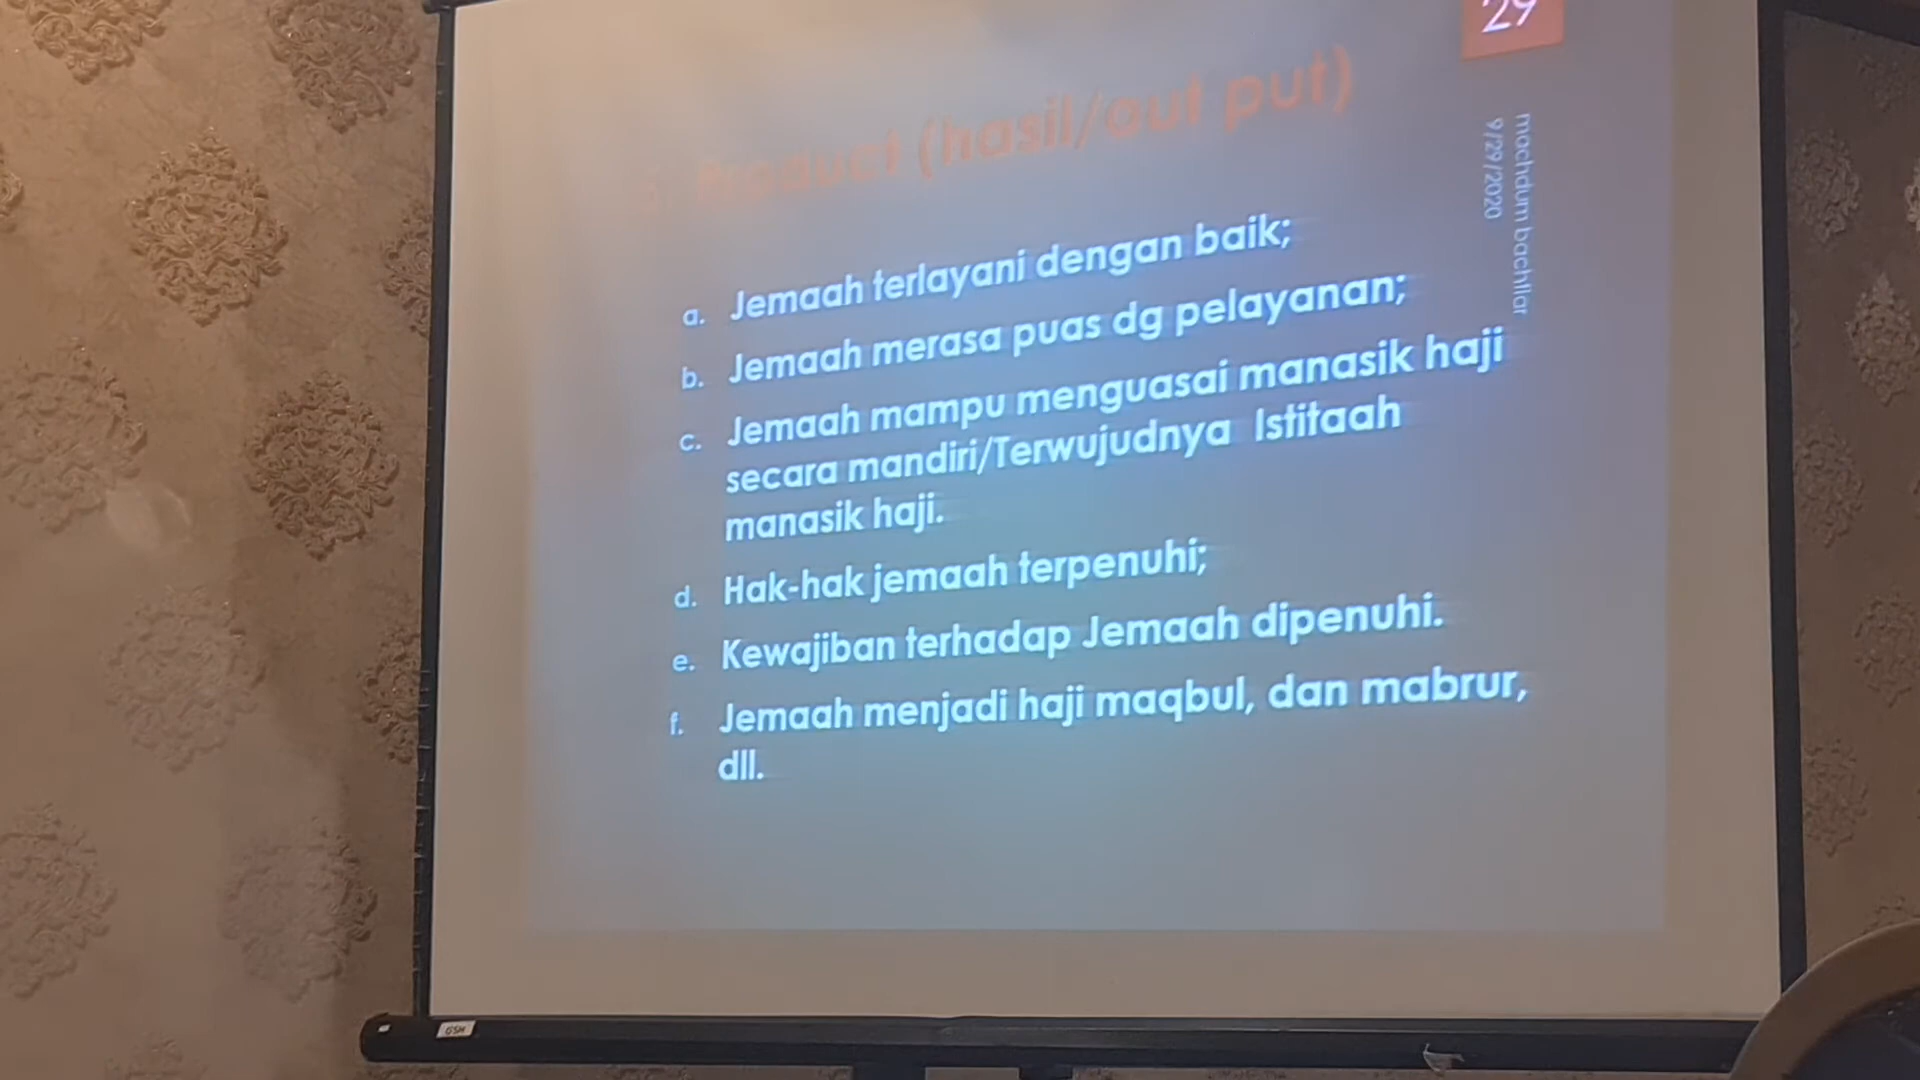 29
Product (hasil/out put)
machdum bachtiar
9/29/2020
a. Jemaah terlayani dengan baik;
b. Jemaah merasa puas dg pelayanan;
c. Jemaah mampu menguasai manasik haji
secara mandiri/Terwujudnya Istitaah
manasik haji.
d. Hak-hak jemaah terpenuhi;
e. Kewajiban terhadap Jemaah dipenuhi.
f. Jemaah menjadi haji maqbul, dan mabrur,
dll.
GSH